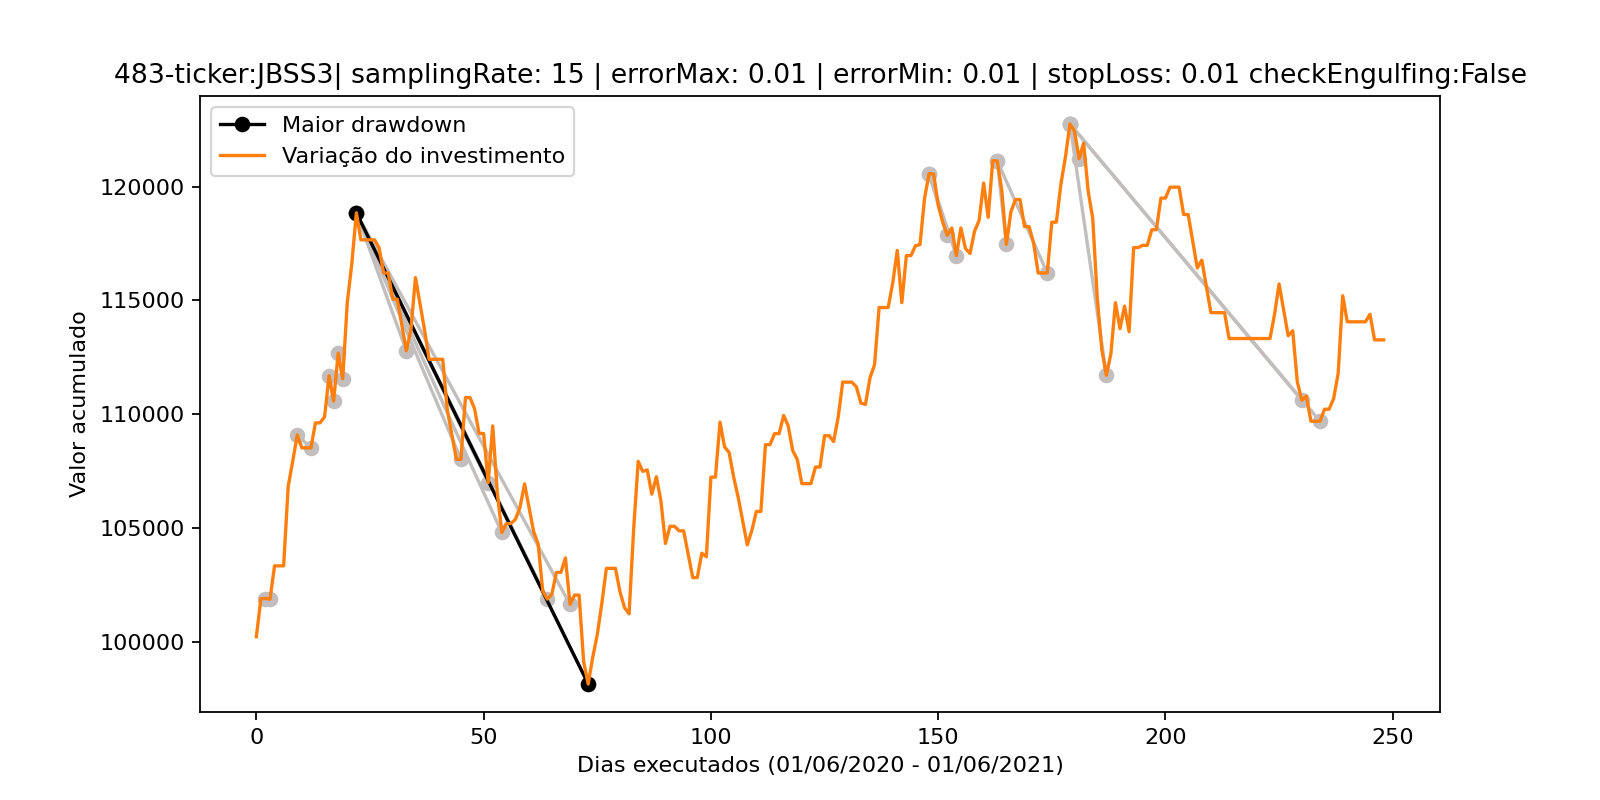 483-ticker:JBSS3| samplingRate: 15 | errorMax: 0.01 | errorMin: 0.01 | stopLoss: 0.01 checkEngulfing:False
Maior drawdown
Variação do investimento
Valor acumulado
120000
115000
110000
105000
100000
0 50 100 150 200 250
Dias executados (01/06/2020 - 01/06/2021)